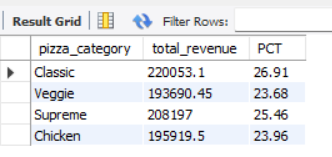 Result Grid Filter Rows:
pizza_category total_revenue PCT
Classic 220053.1 26.91
Veggie 193690.45 23.68
Supreme 208197 25.46
Chicken 195919.5 23.96